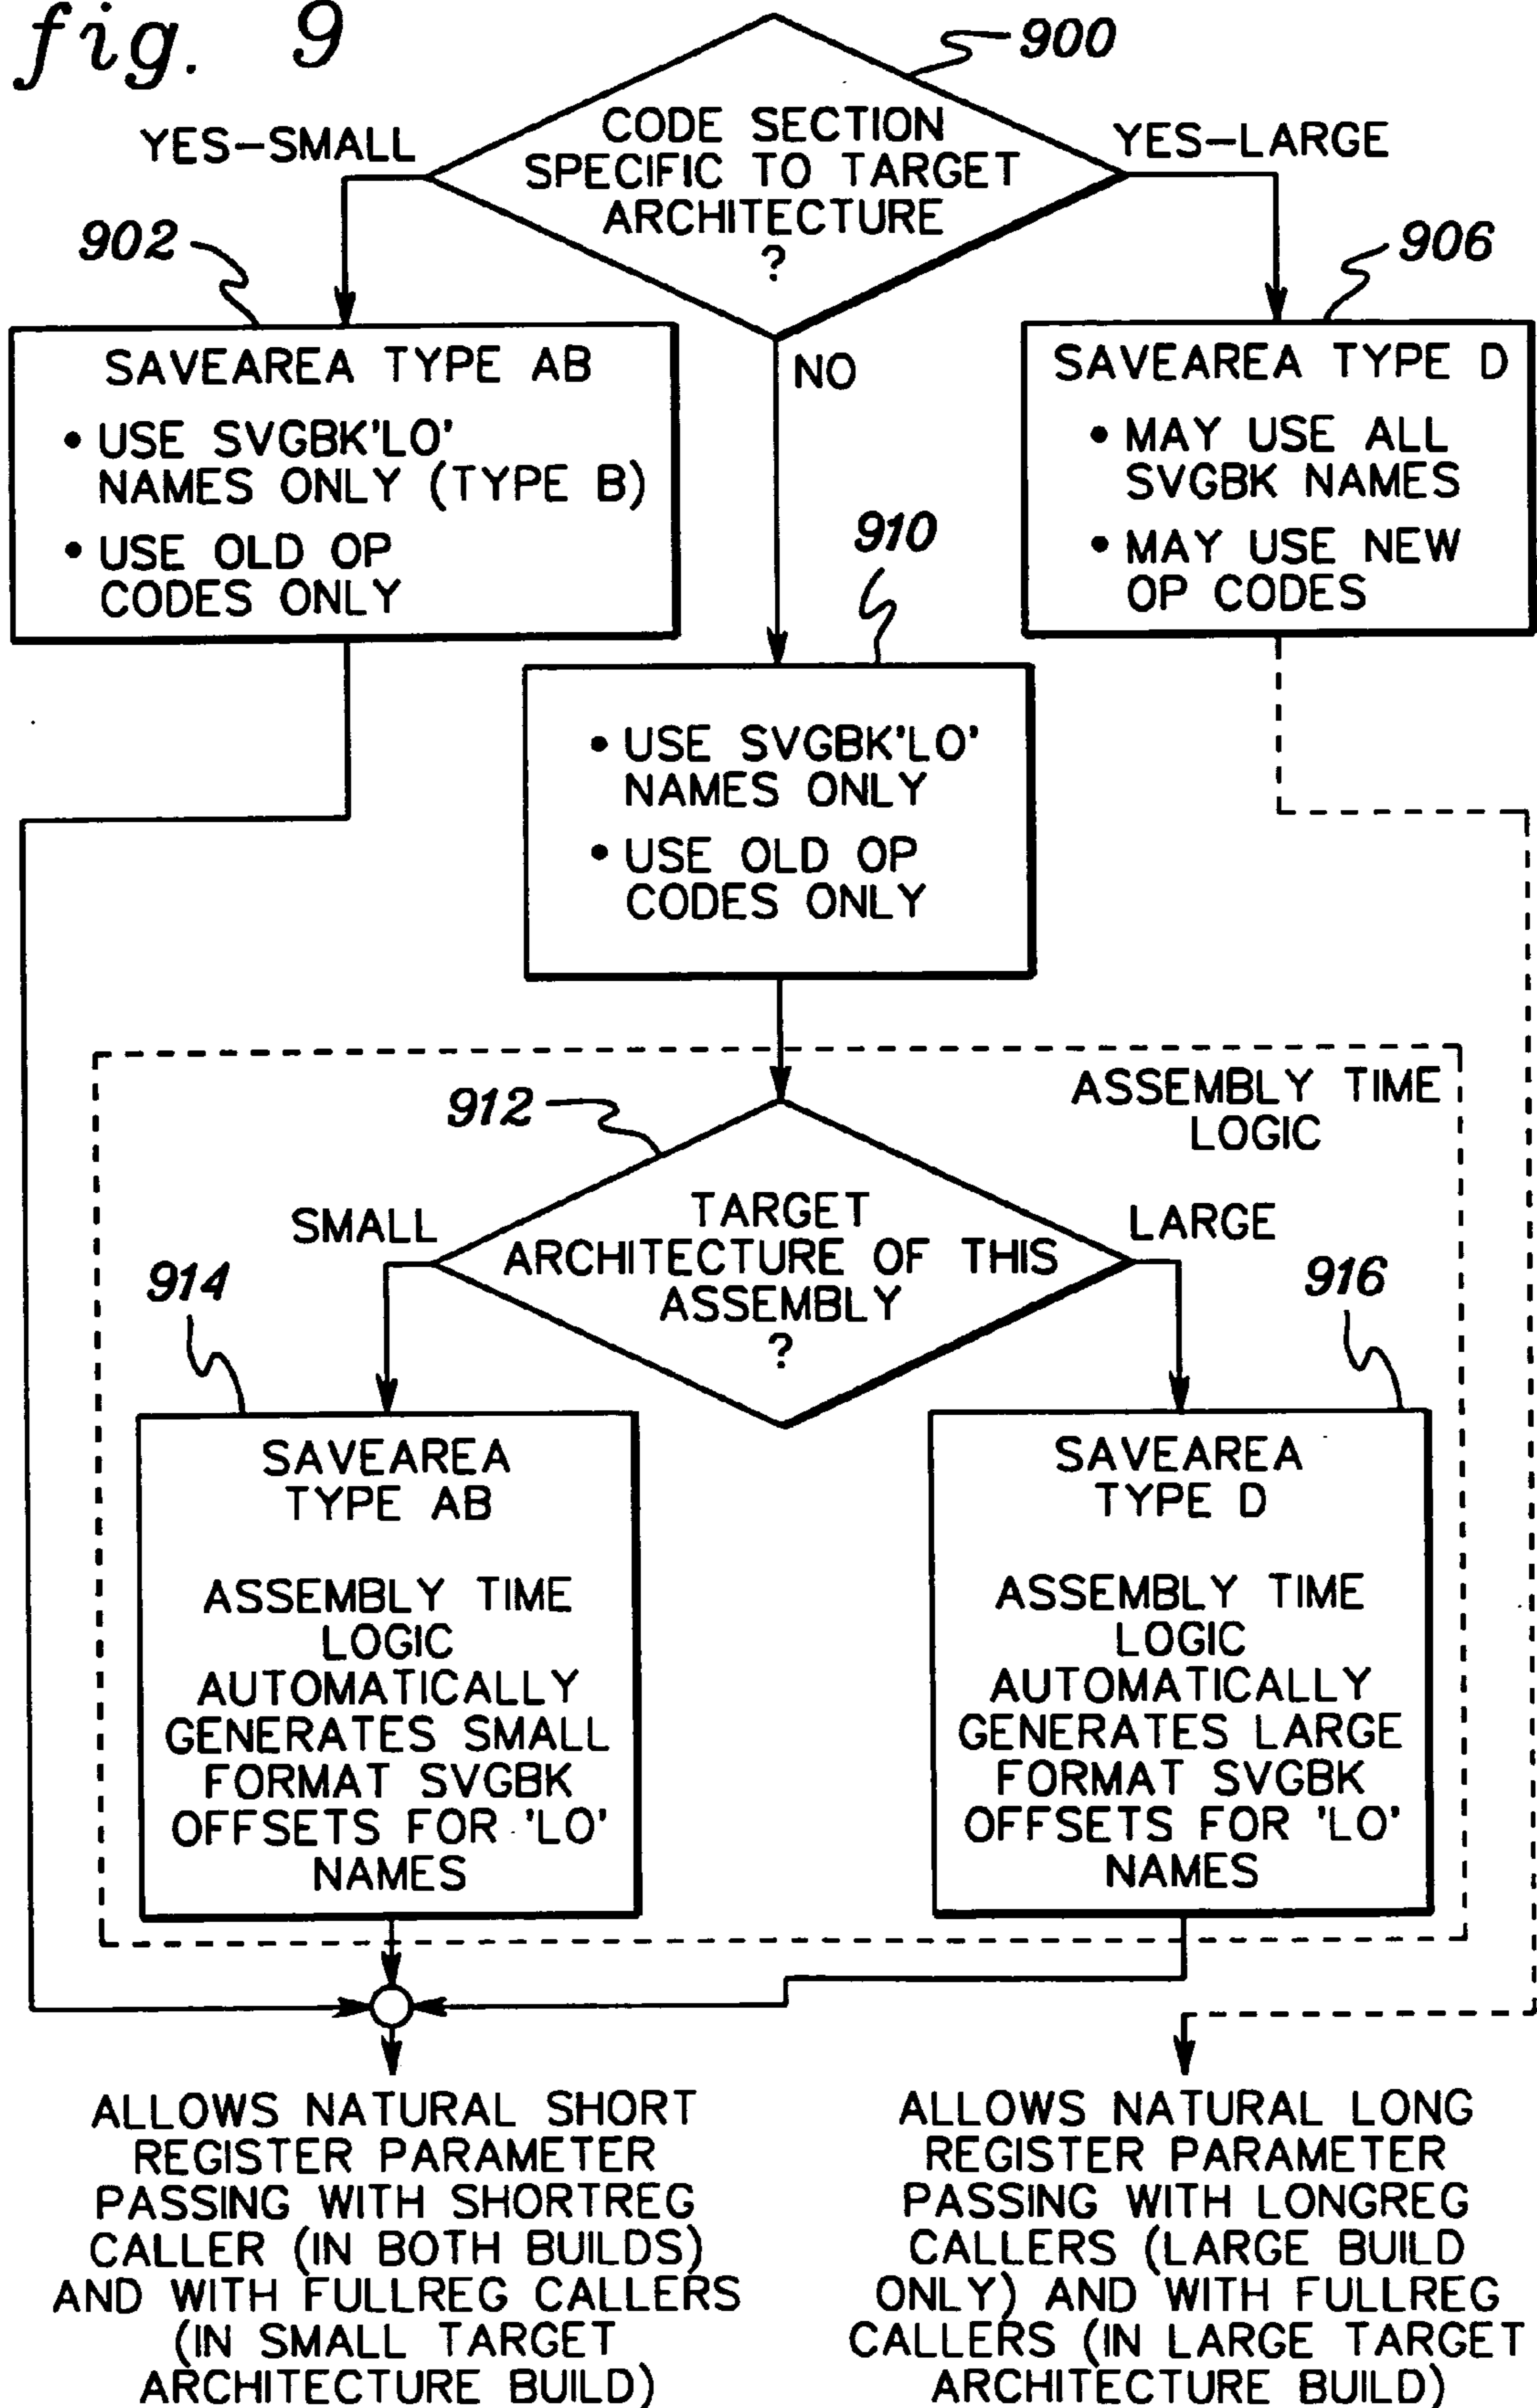 fig. 9
900
CODE SECTION
SPECIFIC TO TARGET
ARCHITECTURE
?
YES-SMALL
YES-LARGE
NO
902
SAVEAREA TYPE AB
• USE SVGBK'LO'
NAMES ONLY (TYPE B)
• USE OLD OP
CODES ONLY
906
SAVEAREA TYPE D
• MAY USE ALL
SVGBK NAMES
• MAY USE NEW
OP CODES
910
• USE SVGBK'LO'
NAMES ONLY
• USE OLD OP
CODES ONLY
ASSEMBLY TIME
LOGIC
912
TARGET
ARCHITECTURE OF THIS
ASSEMBLY
?
SMALL
LARGE
914
SAVEAREA
TYPE AB
ASSEMBLY TIME
LOGIC
AUTOMATICALLY
GENERATES SMALL
FORMAT SVGBK
OFFSETS FOR 'LO'
NAMES
916
SAVEAREA
TYPE D
ASSEMBLY TIME
LOGIC
AUTOMATICALLY
GENERATES LARGE
FORMAT SVGBK
OFFSETS FOR 'LO'
NAMES
ALLOWS NATURAL SHORT
REGISTER PARAMETER
PASSING WITH SHORTREG
CALLER (IN BOTH BUILDS)
AND WITH FULLREG CALLERS
(IN SMALL TARGET
ARCHITECTURE BUILD)
ALLOWS NATURAL LONG
REGISTER PARAMETER
PASSING WITH LONGREG
CALLERS (LARGE BUILD
ONLY) AND WITH FULLREG
CALLERS (IN LARGE TARGET
ARCHITECTURE BUILD)